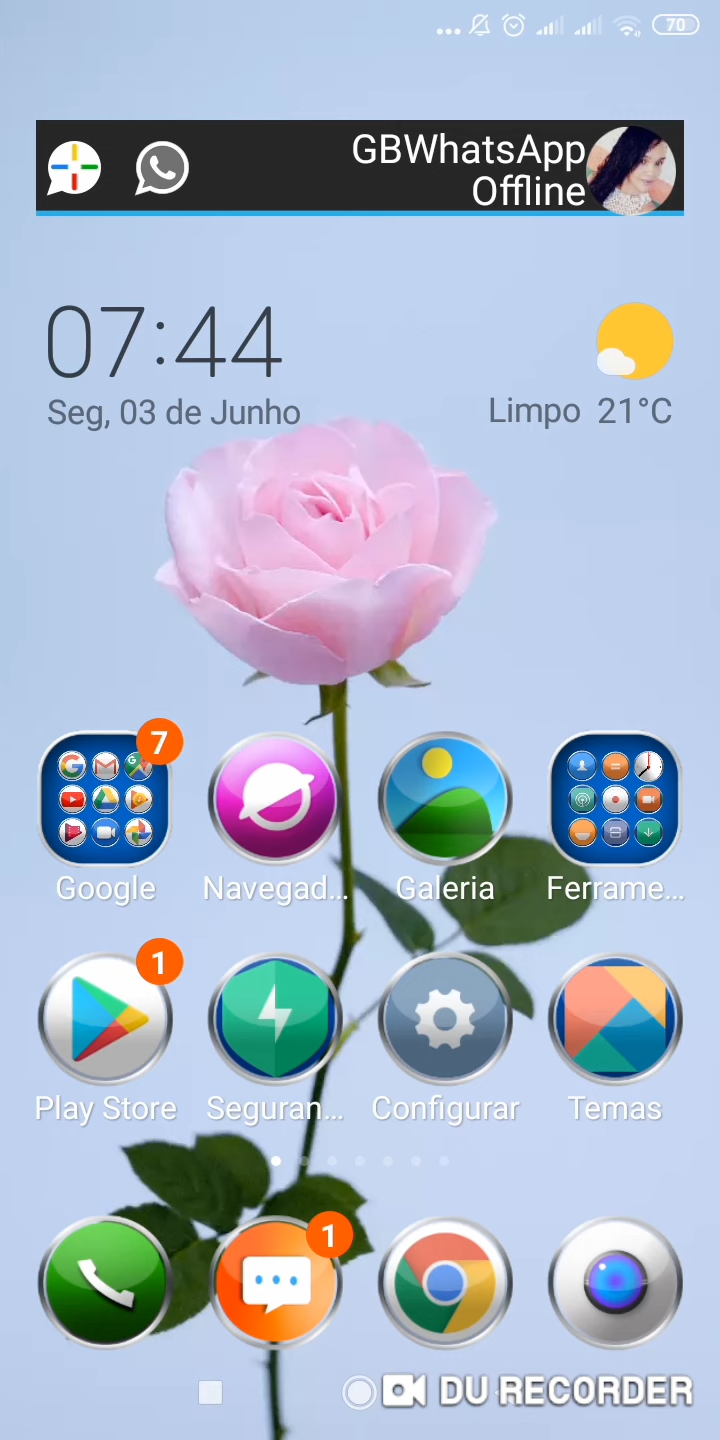 70
GBWhatsApp
Offline
07:44
Seg, 03 de Junho
Limpo 21°C
7
Google
Navegad...
Galeria
Ferrame...
1
Play Store
Seguran...
Configurar
Temas
1
DU RECORDER